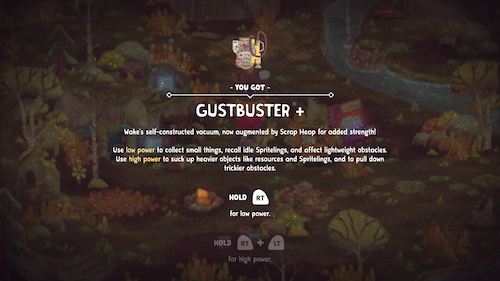 - YOU GOT -
GUSTBUSTER +
Wake's self-constructed vacuum, now augmented by Scrap Heap for added strength!
Use low power to collect small things, recall idle Spritelings, and affect lightweight obstacles.
Use high power to suck up heavier objects like resources and Spritelings, and to pull down
trickier obstacles.
HOLD RT
for low power.
HOLD RT + LT
for high power.